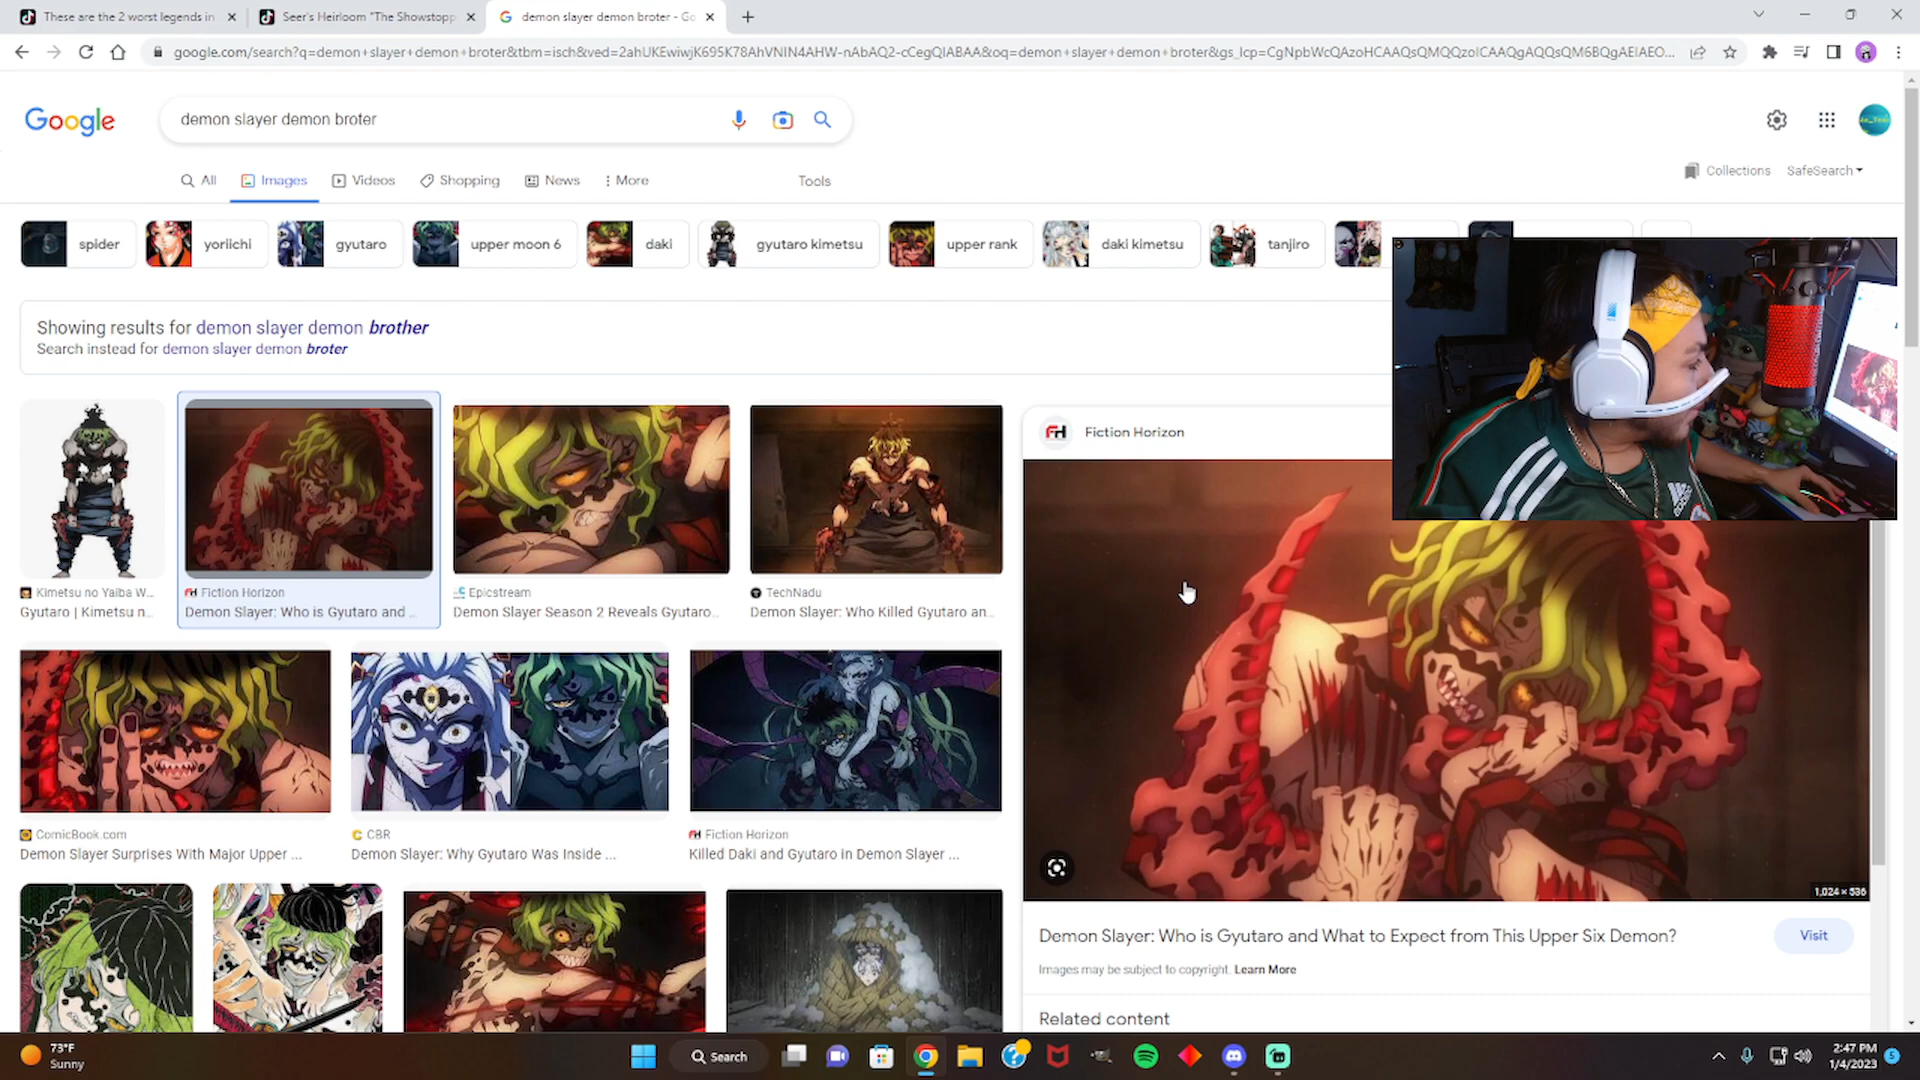 These are the 2 worst legends in
Seer's Heirloom "The Showstopp
demon slayer demon broter - Go
google.com/search?q=demon+slayer+demon+broter&tbm=isch&ved=2ahUKEwiwjK695K78AhVNIN4AHW-nAbAQ2-cCegQIABAA&oq=demon+slayer+demon+broter&gs_lcp=CgNpbWcQAzoHCAAQsQMQQzoICAAQgAQQsQM6BQgAEIAEO...
Google
demon slayer demon broter
All
Images
Videos
Shopping
News
More
Tools
Collections
SafeSearch
spider
yoriichi
gyutaro
upper moon 6
daki
gyutaro kimetsu
upper rank
daki kimetsu
tanjiro
Showing results for demon slayer demon brother
Search instead for demon slayer demon broter
Fiction Horizon
Kimetsu no Yaiba W...
Gyutaro | Kimetsu n...
Fiction Horizon
Demon Slayer: Who is Gyutaro and ...
Epicstream
Demon Slayer Season 2 Reveals Gyutaro...
TechNadu
Demon Slayer: Who Killed Gyutaro an...
ComicBook.com
Demon Slayer Surprises With Major Upper ...
CBR
Demon Slayer: Why Gyutaro Was Inside ...
Fiction Horizon
Killed Daki and Gyutaro in Demon Slayer ...
1,024 × 536
Demon Slayer: Who is Gyutaro and What to Expect from This Upper Six Demon?
Visit
Images may be subject to copyright. Learn More
Related content
73°F
Sunny
Search
2:47 PM
1/4/2023
5